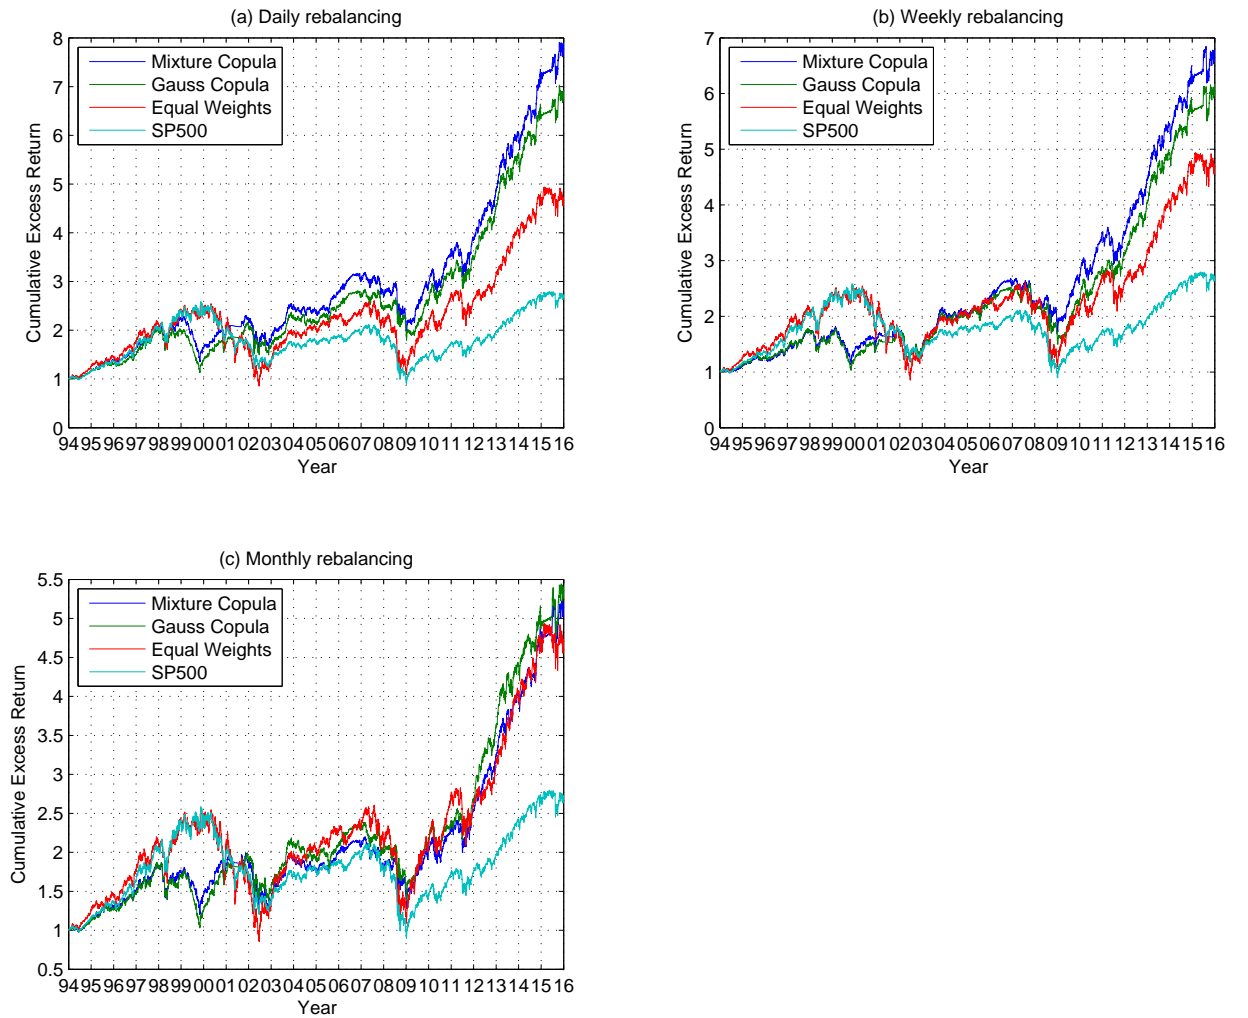 (a) Daily rebalancing
8
7
6
5
4
3
2
1
0
Cumulative Excess Return
Mixture Copula
Gauss Copula
Equal Weights
SP500
94 95 96 97 98 99 00 01 02 03 04 05 06 07 08 09 10 11 12 13 14 15 16
Year
(b) Weekly rebalancing
7
6
5
4
3
2
1
0
Cumulative Excess Return
Mixture Copula
Gauss Copula
Equal Weights
SP500
94 95 96 97 98 99 00 01 02 03 04 05 06 07 08 09 10 11 12 13 14 15 16
Year
(c) Monthly rebalancing
5.5
5
4.5
4
3.5
3
2.5
2
1.5
1
0.5
Cumulative Excess Return
Mixture Copula
Gauss Copula
Equal Weights
SP500
94 95 96 97 98 99 00 01 02 03 04 05 06 07 08 09 10 11 12 13 14 15 16
Year